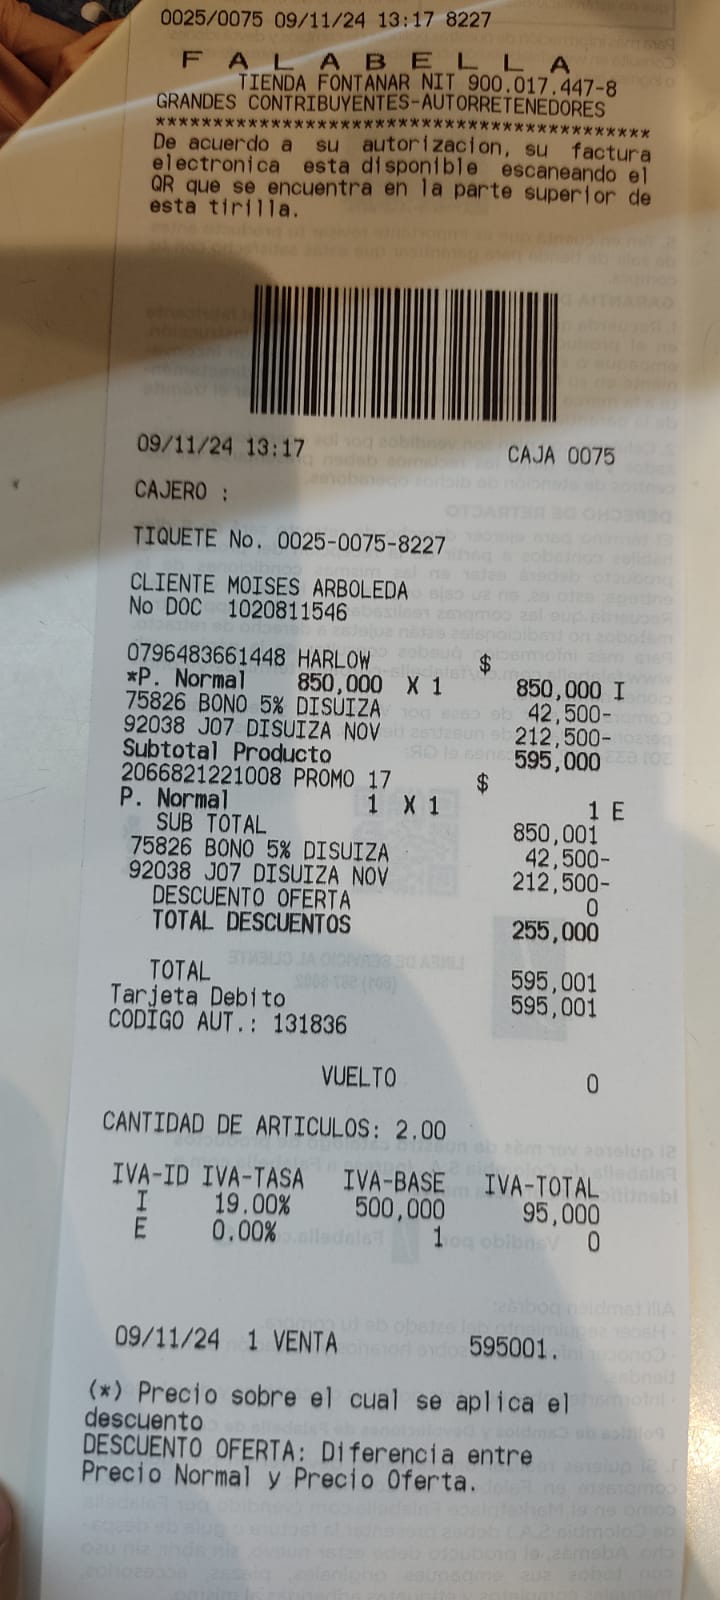 0025/0075 09/11/24 13:17 8227
F A L A B E L L A
TIENDA FONTANAR NIT 900.017.447-8
GRANDES CONTRIBUYENTES-AUTORRETENEDORES
********************************************
De acuerdo a su autorizacion, su factura
electronica esta disponible escaneando el
QR que se encuentra en la parte superior de
esta tirilla.
09/11/24 13:17 CAJA 0075
CAJERO :
TIQUETE No. 0025-0075-8227
CLIENTE MOISES ARBOLEDA
No DOC 1020811546
0796483661448 HARLOW $
*P. Normal 850,000 X 1 850,000 I
75826 BONO 5% DISUIZA 42,500-
92038 J07 DISUIZA NOV 212,500-
Subtotal Producto 595,000
2066821221008 PROMO 17 $
P. Normal 1 X 1 1 E
SUB TOTAL 850,001
75826 BONO 5% DISUIZA 42,500-
92038 J07 DISUIZA NOV 212,500-
DESCUENTO OFERTA 0
TOTAL DESCUENTOS 255,000
TOTAL 595,001
Tarjeta Debito 595,001
CODIGO AUT.: 131836
VUELTO 0
CANTIDAD DE ARTICULOS: 2.00
IVA-ID IVA-TASA IVA-BASE IVA-TOTAL
I 19.00% 500,000 95,000
E 0.00% 1 0
09/11/24 1 VENTA 595001.
(*) Precio sobre el cual se aplica el
descuento
DESCUENTO OFERTA: Diferencia entre
Precio Normal y Precio Oferta.